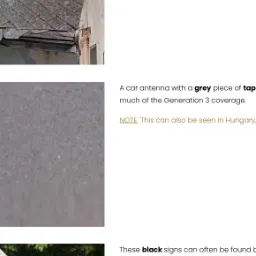 A car antenna with a grey piece of tap
much of the Generation 3 coverage.
NOTE: This can also be seen in Hungary,
These black signs can often be found b